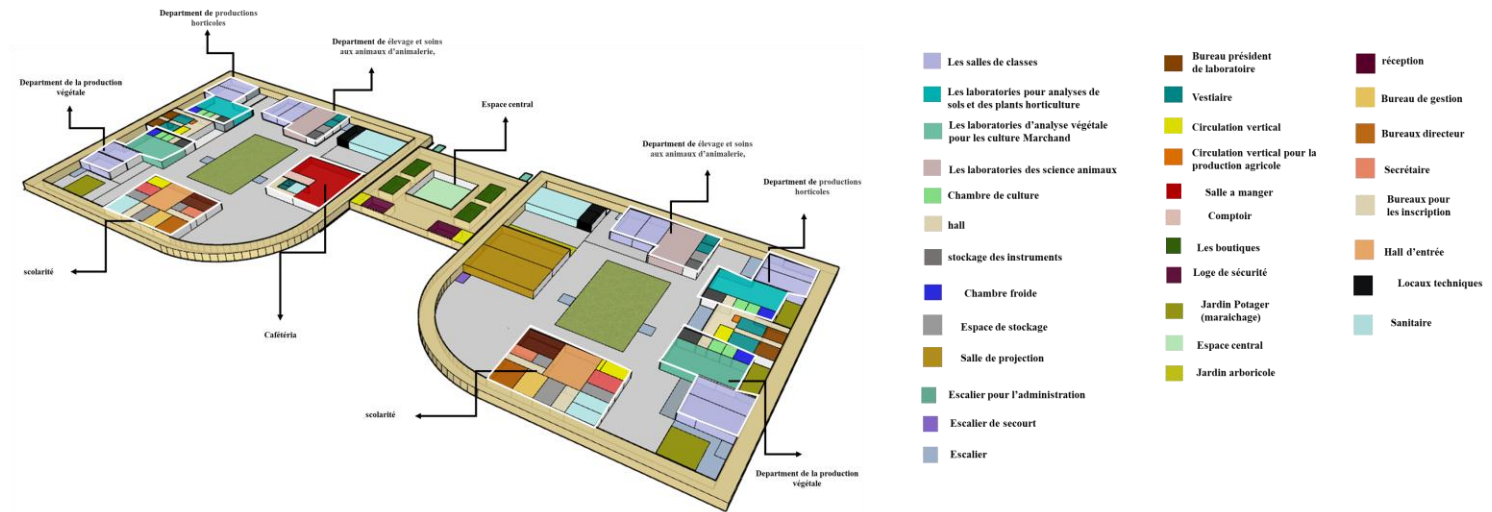 Department de productions
horticoles
Department de élevage et soins
aux animaux d'animalerie,
Department de la production
végétale
Espace central
Department de élevage et soins
aux animaux d'animalerie,
Department de productions
horticoles
scolarité
Cafétéria
scolarité
Department de la production
végétale
Les salles de classes
Les laboratories pour analyses de
sols et des plants horticulture
Les laboratories d'analyse végétale
pour les culture Marchand
Les laboratories des science animaux
Chambre de culture
hall
stockage des instruments
Chambre froide
Espace de stockage
Salle de projection
Escalier pour l'administration
Escalier de secourt
Escalier
Bureau président
de laboratoire
Vestiaire
Circulation vertical
Circulation vertical pour la
production agricole
Salle a manger
Comptoir
Les boutiques
Loge de sécurité
Jardin Potager
(maraichage)
Espace central
Jardin arboricole
réception
Bureau de gestion
Bureaux directeur
Secrétaire
Bureaux pour
les inscription
Hall d'entrée
Locaux techniques
Sanitaire